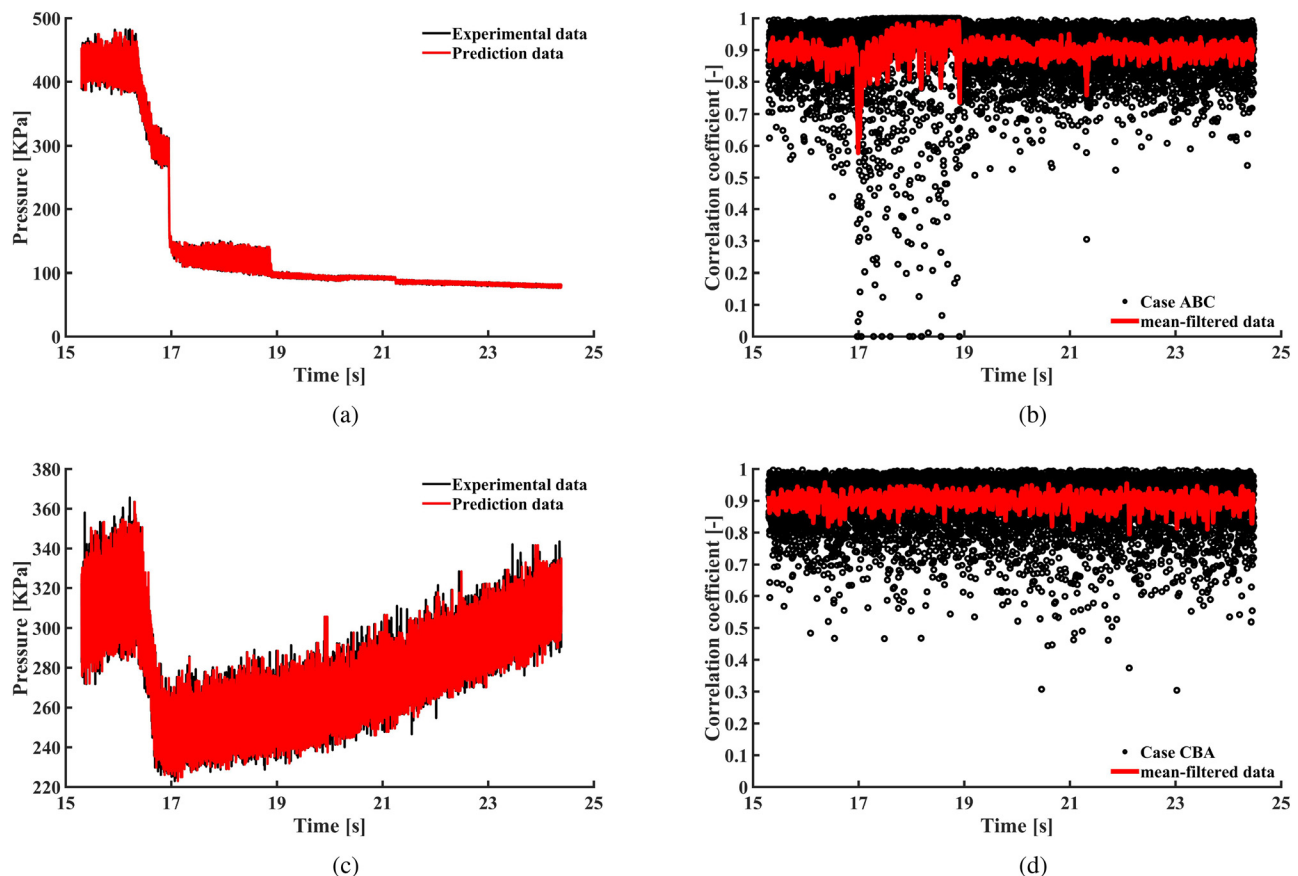 500
400
300
200
100
0
Pressure [KPa]
15 17 19 21 23 25
Time [s]
Experimental data
Prediction data
(a)
1
0.9
0.8
0.7
0.6
0.5
0.4
0.3
0.2
0.1
0
Correlation coefficient [-]
15 17 19 21 23 25
Time [s]
Case ABC
mean-filtered data
(b)
380
360
340
320
300
280
260
240
220
Pressure [KPa]
15 17 19 21 23 25
Time [s]
Experimental data
Prediction data
(c)
1
0.9
0.8
0.7
0.6
0.5
0.4
0.3
0.2
0.1
0
Correlation coefficient [-]
15 17 19 21 23 25
Time [s]
Case CBA
mean-filtered data
(d)